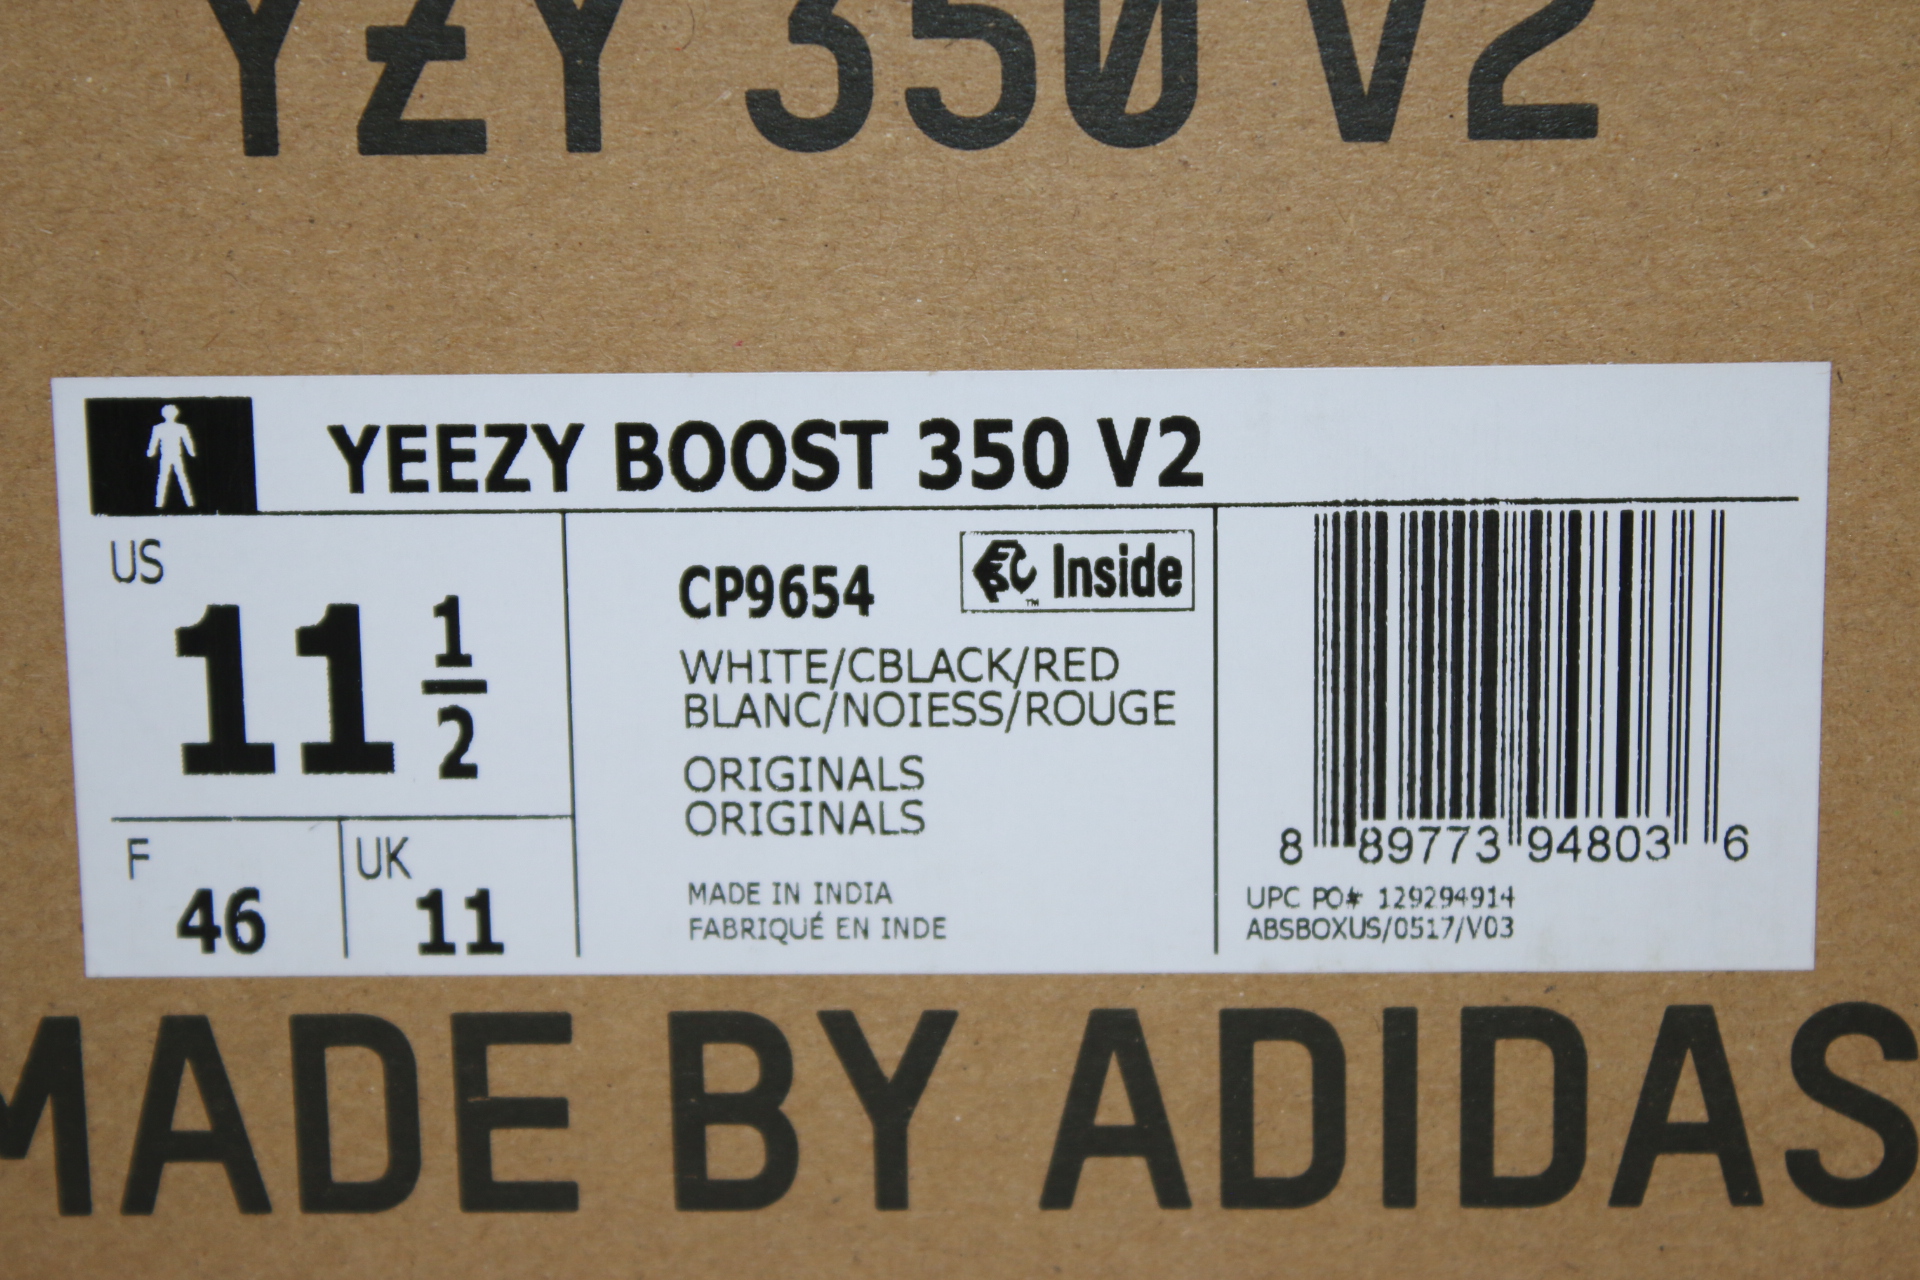 YZY 350 V2
YEEZY BOOST 350 V2
US
11 1/2
F
46
UK
11
CP9654
Inside
™
WHITE/CBLACK/RED
BLANC/NOIESS/ROUGE
ORIGINALS
ORIGINALS
MADE IN INDIA
FABRIQUÉ EN INDE
8 89773 94803 6
UPC PO# 129294914
ABSBOXUS/0517/V03
MADE BY ADIDAS